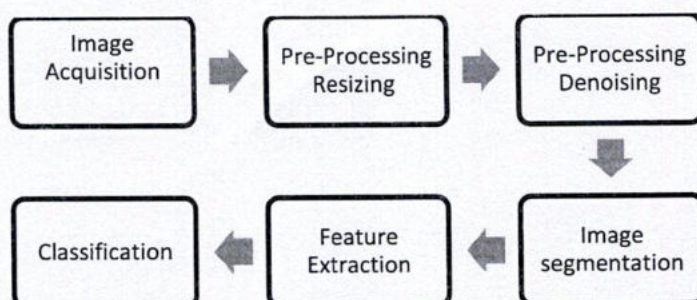 Image
Acquisition
Pre-Processing
Resizing
Pre-Processing
Denoising
Image
segmentation
Feature
Extraction
Classification